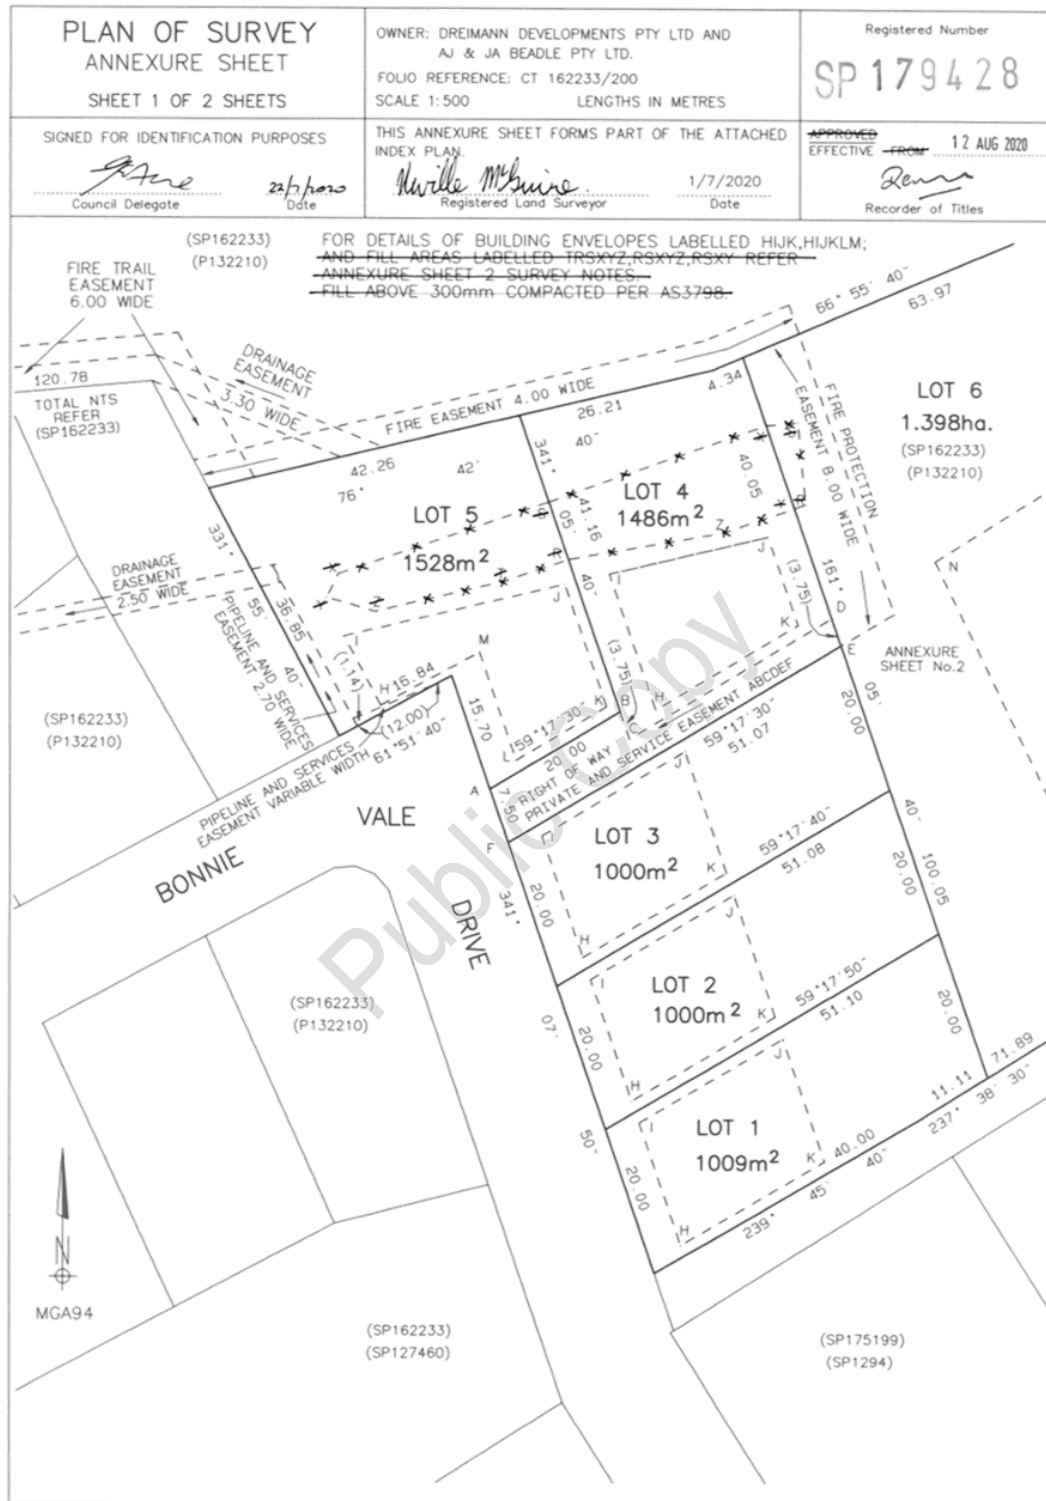 PLAN OF SURVEY
ANNEXURE SHEET
SHEET 1 OF 2 SHEETS
OWNER: DREIMANN DEVELOPMENTS PTY LTD AND
AJ & JA BEADLE PTY LTD.
FOLIO REFERENCE: CT 162233/200
SCALE 1:500 LENGTHS IN METRES
Registered Number
SP179428
SIGNED FOR IDENTIFICATION PURPOSES
22/7/2020
Council Delegate Date
THIS ANNEXURE SHEET FORMS PART OF THE ATTACHED
INDEX PLAN.
Neville McGuire. 1/7/2020
Registered Land Surveyor Date
APPROVED
EFFECTIVE FROM 12 AUG 2020
Recorder of Titles
(SP162233)
(P132210)
FOR DETAILS OF BUILDING ENVELOPES LABELLED HIJK,HIJKLM;
AND FILL AREAS LABELLED TRSXYZ,RSXYZ,RSXY REFER
ANNEXURE SHEET 2 SURVEY NOTES.
FILL ABOVE 300mm COMPACTED PER AS3798.
FIRE TRAIL
EASEMENT
6.00 WIDE
66° 55' 40"
63.97
DRAINAGE
EASEMENT
3.30 WIDE
120.78
TOTAL NTS
REFER
(SP162233)
FIRE EASEMENT 4.00 WIDE
4.34
26.21
42.26
76° 42' 40"
FIRE PROTECTION
EASEMENT 8.00 WIDE
LOT 6
1.398ha.
(SP162233)
(P132210)
341° 05' 40"
41.16
40.05
LOT 4
1486m²
LOT 5
1528m²
331° 55' 40"
36.85
DRAINAGE
EASEMENT
2.50 WIDE
PIPELINE AND SERVICES
EASEMENT 2.70 WIDE
Z
J
J
N
(3.75)
161° 05' 40"
D
K
E
ANNEXURE
SHEET No.2
M
(1.14)
H
16.84
(12.00)
(3.75)
K
B
C
H
15.70
59°17'30"
20.00
(SP162233)
(P132210)
PIPELINE AND SERVICES
EASEMENT VARIABLE WIDTH
61°51'40"
A
7.50
F
RIGHT OF WAY
PRIVATE AND SERVICE EASEMENT ABCDEF
59°17'30"
51.07
20.00
BONNIE
VALE
DRIVE
LOT 3
1000m²
J
K
H
I
59°17'40"
51.08
20.00
20.00
100.05
341° 07' 50"
(SP162233)
(P132210)
LOT 2
1000m²
I
J
K
H
59°17'50"
51.10
20.00
20.00
LOT 1
1009m²
I
J
K
H
20.00
11.11
71.89
237° 38' 30"
40.00
239° 45' 40"
N
MGA94
(SP162233)
(SP127460)
(SP175199)
(SP1294)
Public Copy